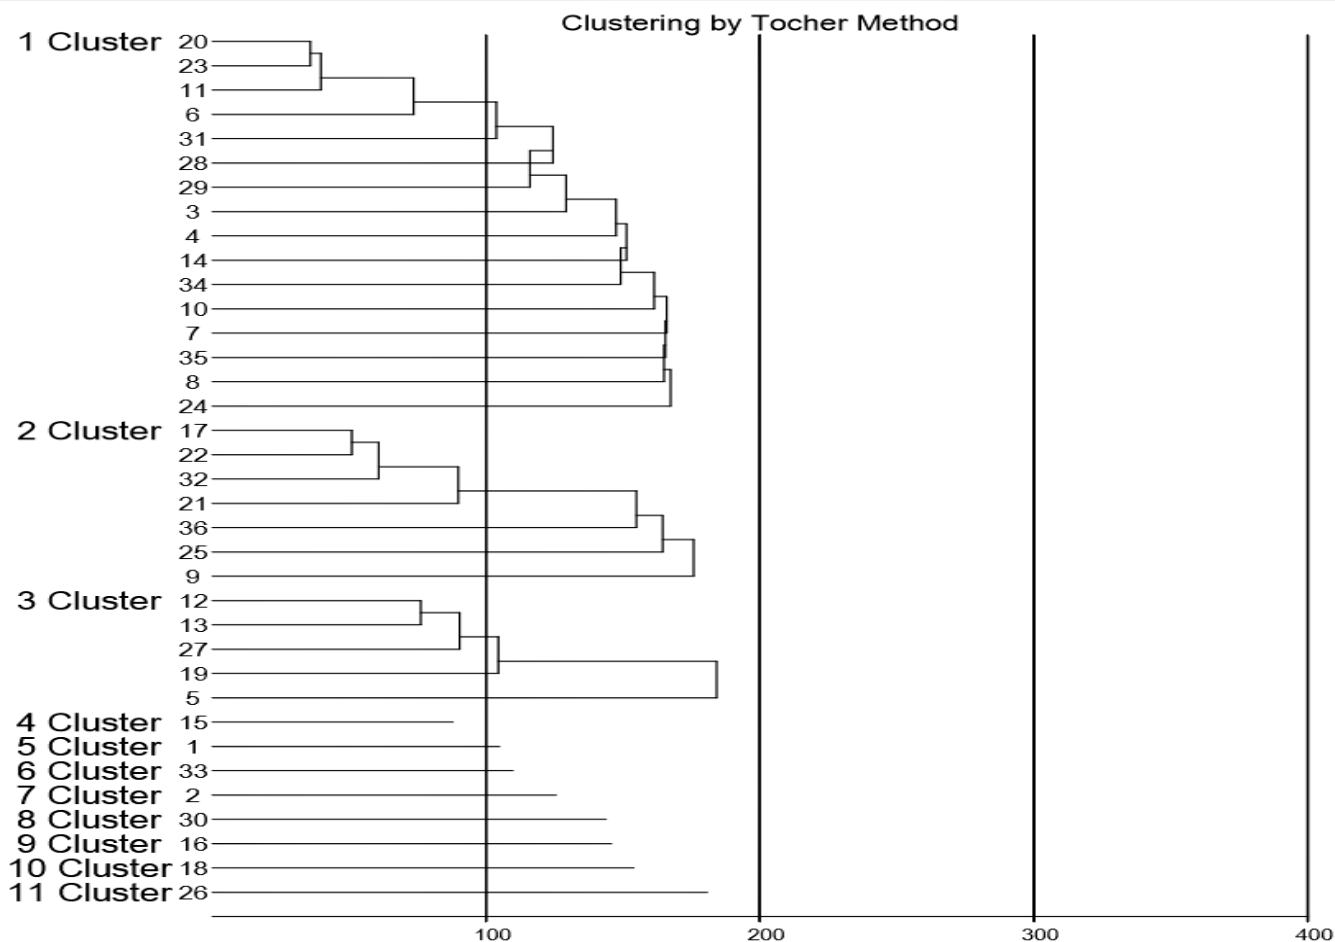 Clustering by Tocher Method
1 Cluster 20
23
11
6
31
28
29
3
4
14
34
10
7
35
8
24
2 Cluster 17
22
32
21
36
25
9
3 Cluster 12
13
27
19
5
4 Cluster 15
5 Cluster 1
6 Cluster 33
7 Cluster 2
8 Cluster 30
9 Cluster 16
10 Cluster 18
11 Cluster 26
100 200 300 400